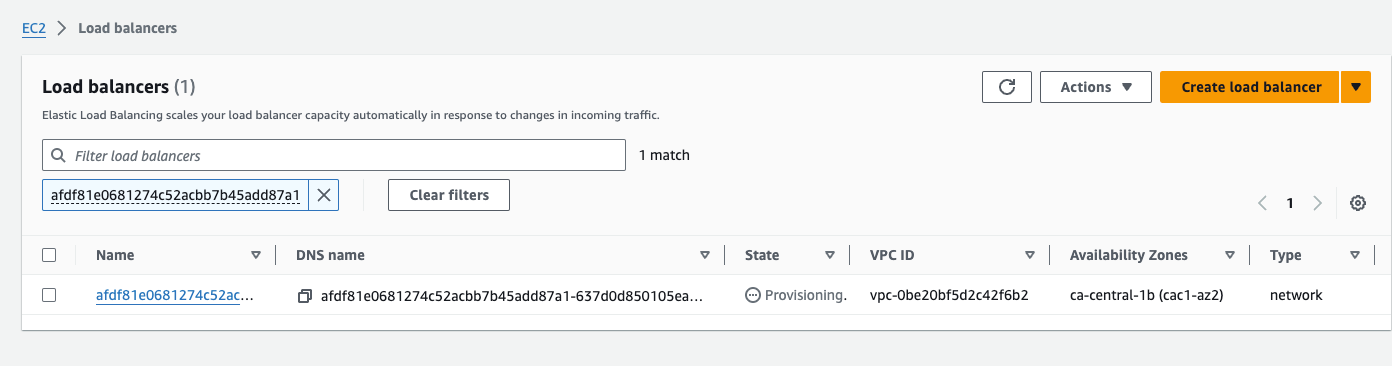 EC2 > Load balancers
Load balancers (1)
Actions
Create load balancer
Elastic Load Balancing scales your load balancer capacity automatically in response to changes in incoming traffic.
Filter load balancers
1 match
afdf81e0681274c52acbb7b45add87a1
Clear filters
1
Name DNS name State VPC ID Availability Zones Type
afdf81e0681274c52ac... afdf81e0681274c52acbb7b45add87a1-637d0d850105ea... Provisioning. vpc-0be20bf5d2c42f6b2 ca-central-1b (cac1-az2) network